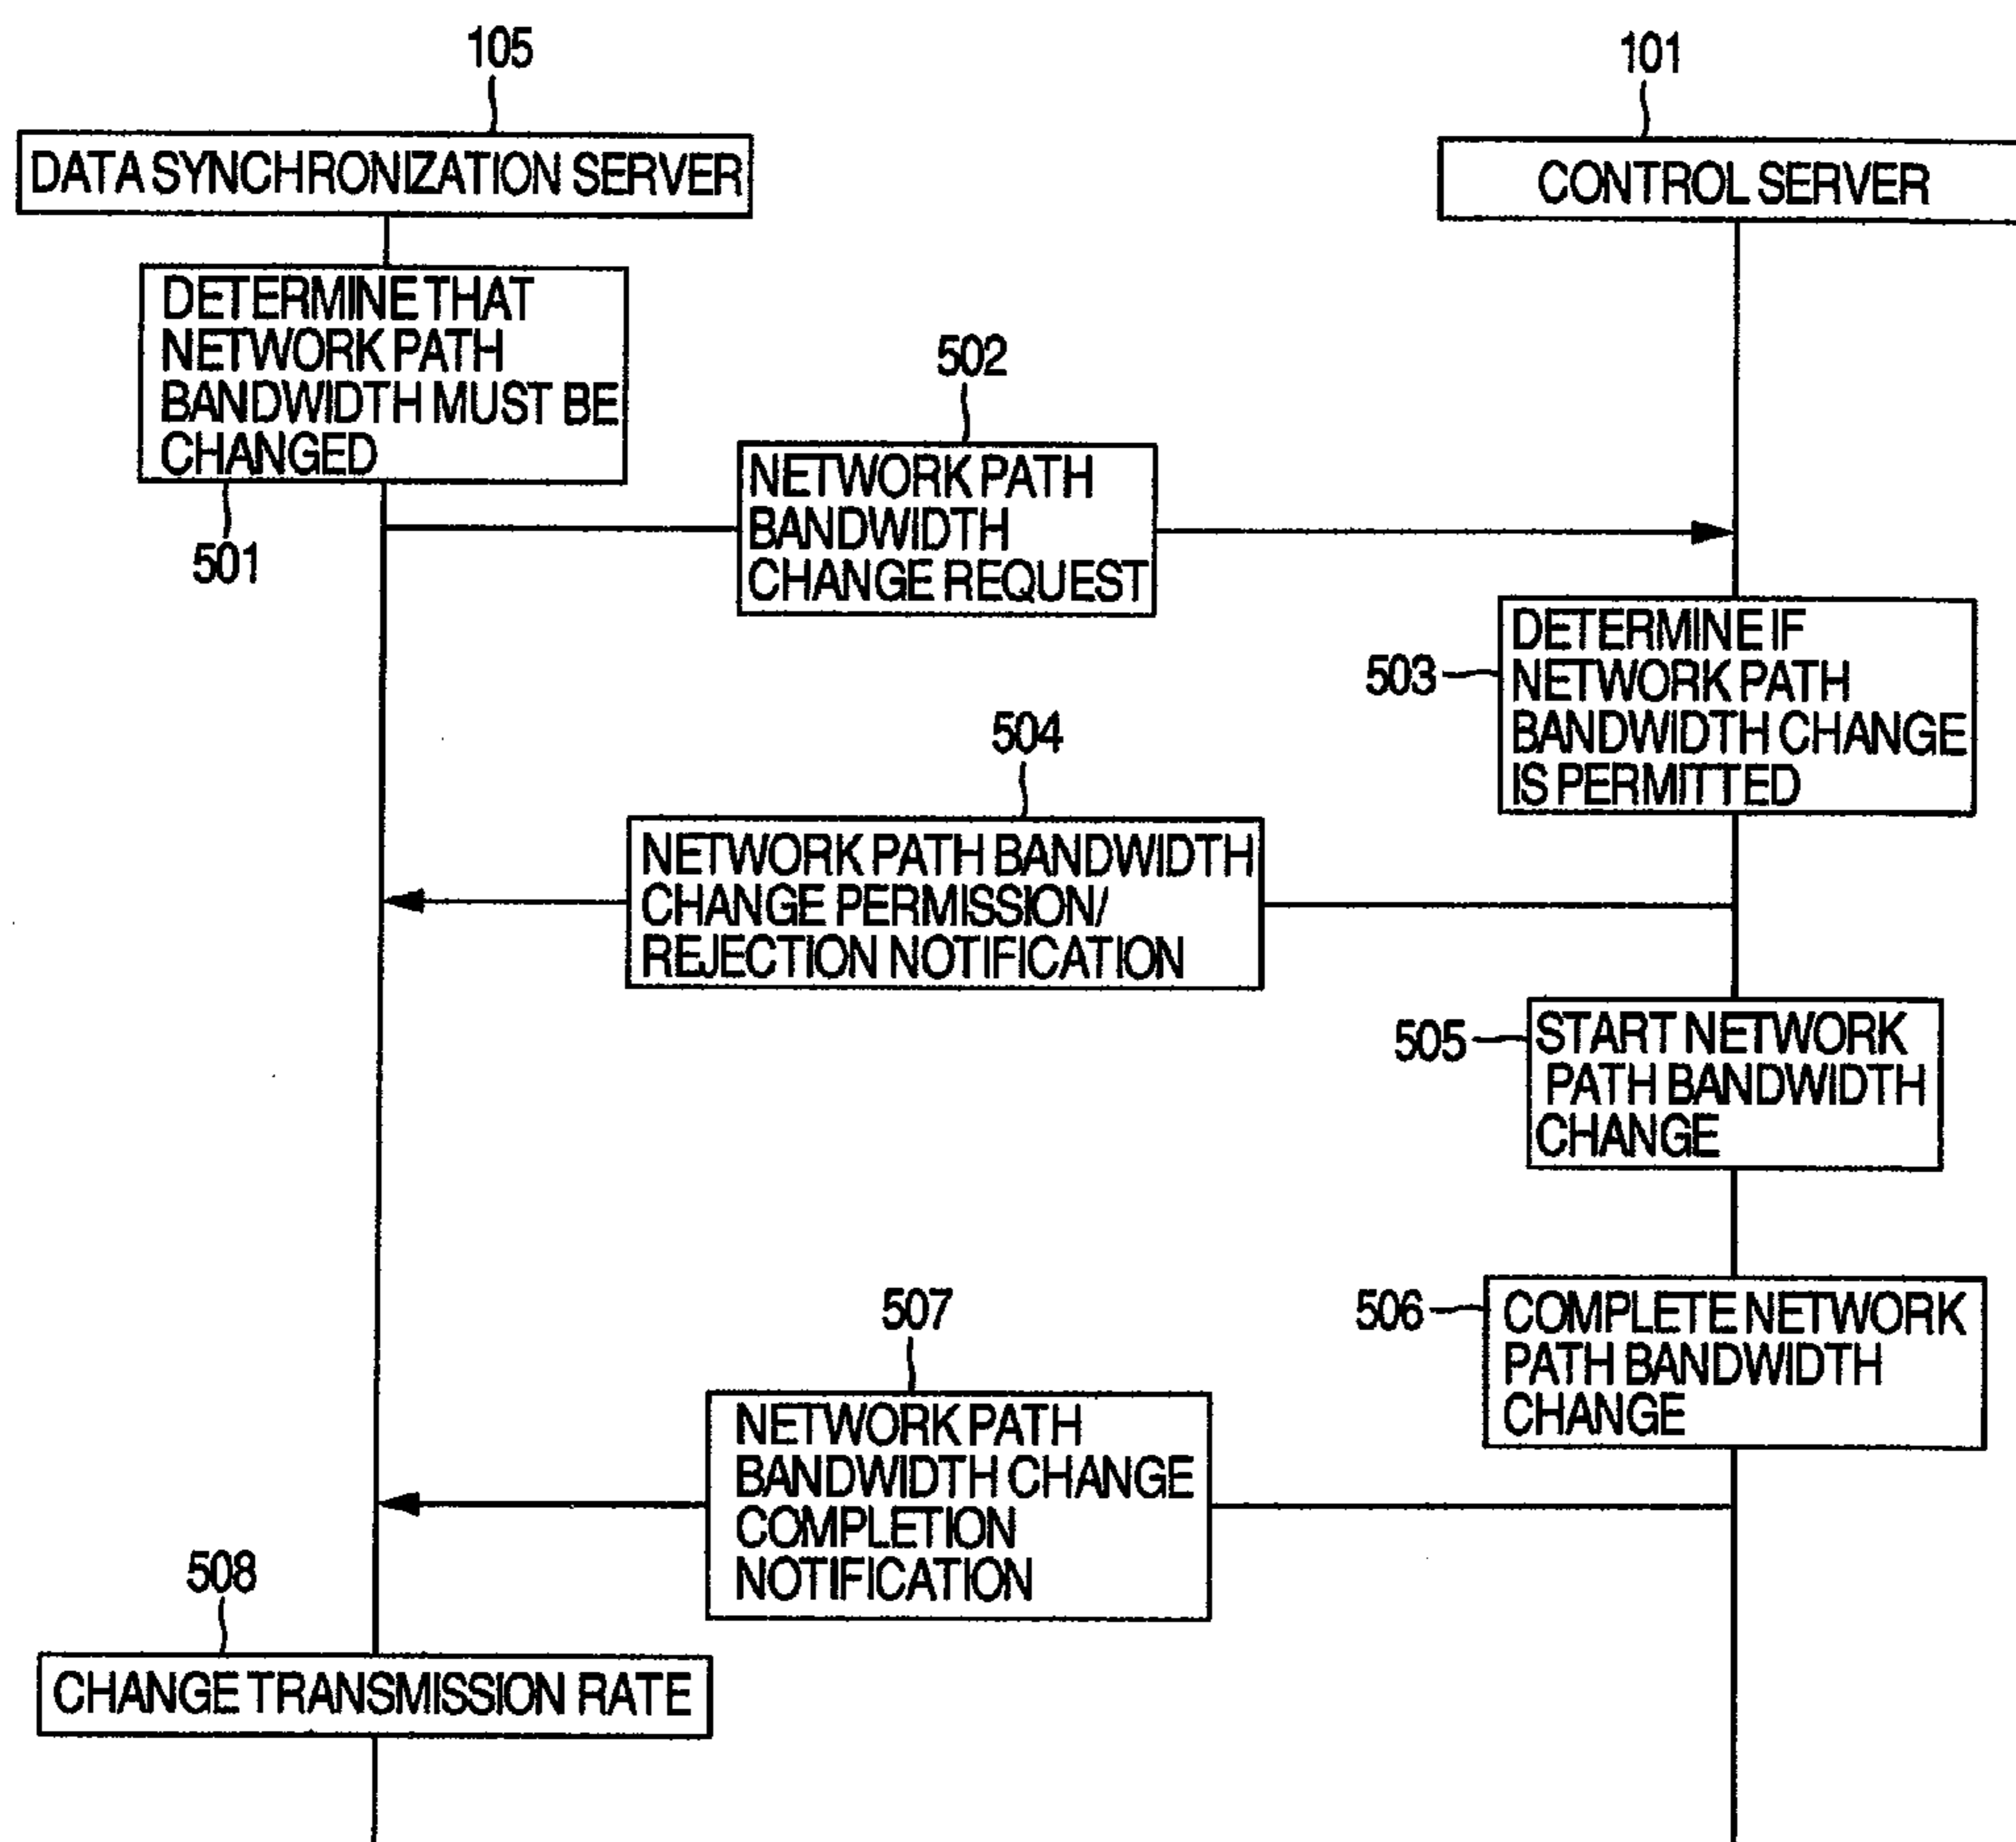 105
101
DATA SYNCHRONIZATION SERVER
CONTROL SERVER
DETERMINE THAT
NETWORK PATH
BANDWIDTH MUST BE
CHANGED
501
502
NETWORK PATH
BANDWIDTH
CHANGE REQUEST
503
DETERMINE IF
NETWORK PATH
BANDWIDTH CHANGE
IS PERMITTED
504
NETWORK PATH BANDWIDTH
CHANGE PERMISSION/
REJECTION NOTIFICATION
505
START NETWORK
PATH BANDWIDTH
CHANGE
506
COMPLETE NETWORK
PATH BANDWIDTH
CHANGE
507
NETWORK PATH
BANDWIDTH CHANGE
COMPLETION
NOTIFICATION
508
CHANGE TRANSMISSION RATE